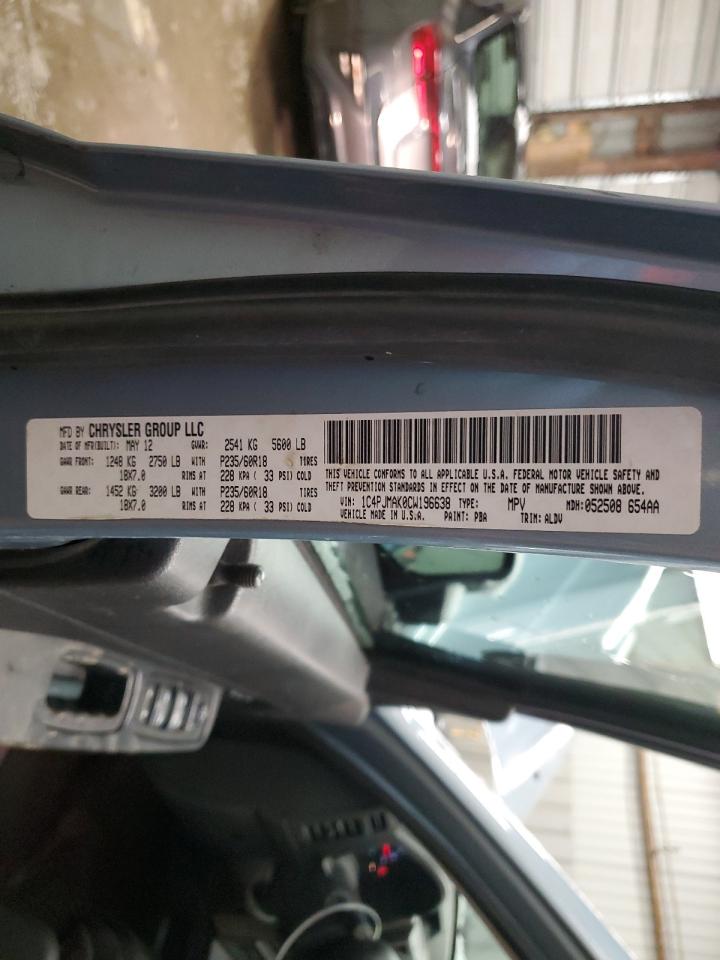 MFD BY CHRYSLER GROUP LLC
DATE OF MFR(BUILT): MAY 12 GVWR: 2541 KG 5600 LB
GAWR FRONT: 1248 KG 2750 LB WITH P235/60R18 TIRES
18X7.0 RIMS AT 228 KPA ( 33 PSI) COLD
GAWR REAR: 1452 KG 3200 LB WITH P235/60R18 TIRES
18X7.0 RIMS AT 228 KPA ( 33 PSI) COLD
THIS VEHICLE CONFORMS TO ALL APPLICABLE U.S.A. FEDERAL MOTOR VEHICLE SAFETY AND
THEFT PREVENTION STANDARDS IN EFFECT ON THE DATE OF MANUFACTURE SHOWN ABOVE.
VIN: 1C4PJMAK0CW196638 TYPE: MPV MDH: 052508 654AA
VEHICLE MADE IN U.S.A. PAINT: PBA TRIM: ALDV